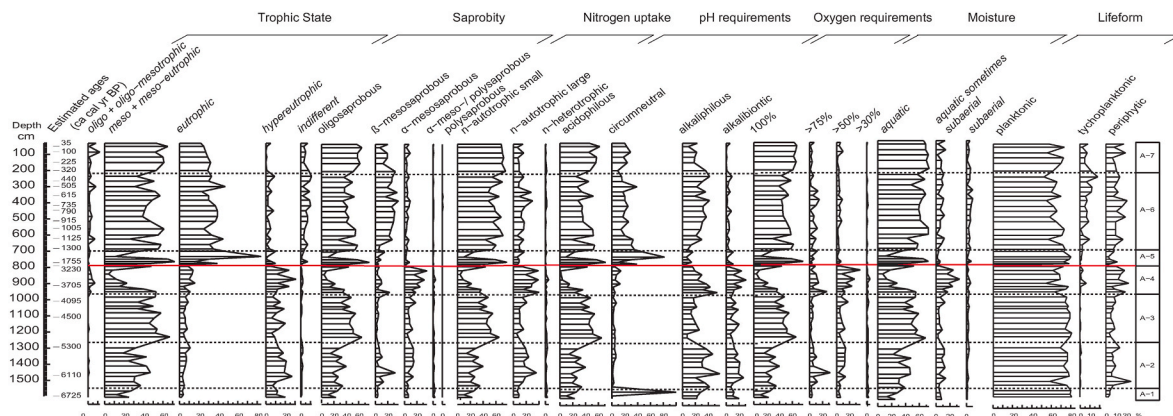 Trophic State Saprobity Nitrogen uptake pH requirements Oxygen requirements Moisture Lifeform
Depth cm
Estimated ages (ca cal yr BP)
oligo + oligo-mesotrophic
meso + meso-eutrophic
eutrophic
hypereutrophic
indifferent
oligosaprobous
ß-mesosaprobous
α-mesosaprobous
α-meso-/ polysaprobous
polysaprobous
n-autotrophic small
n-autotrophic large
n-heterotrophic
acidophilous
circumneutral
alkaliphilous
alkalibiontic
100%
>75%
>50%
>30%
aquatic
aquatic sometimes subaerial
subaerial
planktonic
tychoplanktonic
periphytic
35
100 100
225
200 320 A-7
440
300 505
615
400 735
790
500 915 A-6
1005
600 1125
1300
700
1755 A-5
800 3230
900 3705 A-4
1000 4095
1100 4500 A-3
1200
1300 5300
1400
6110 A-2
1500
6725 A-1